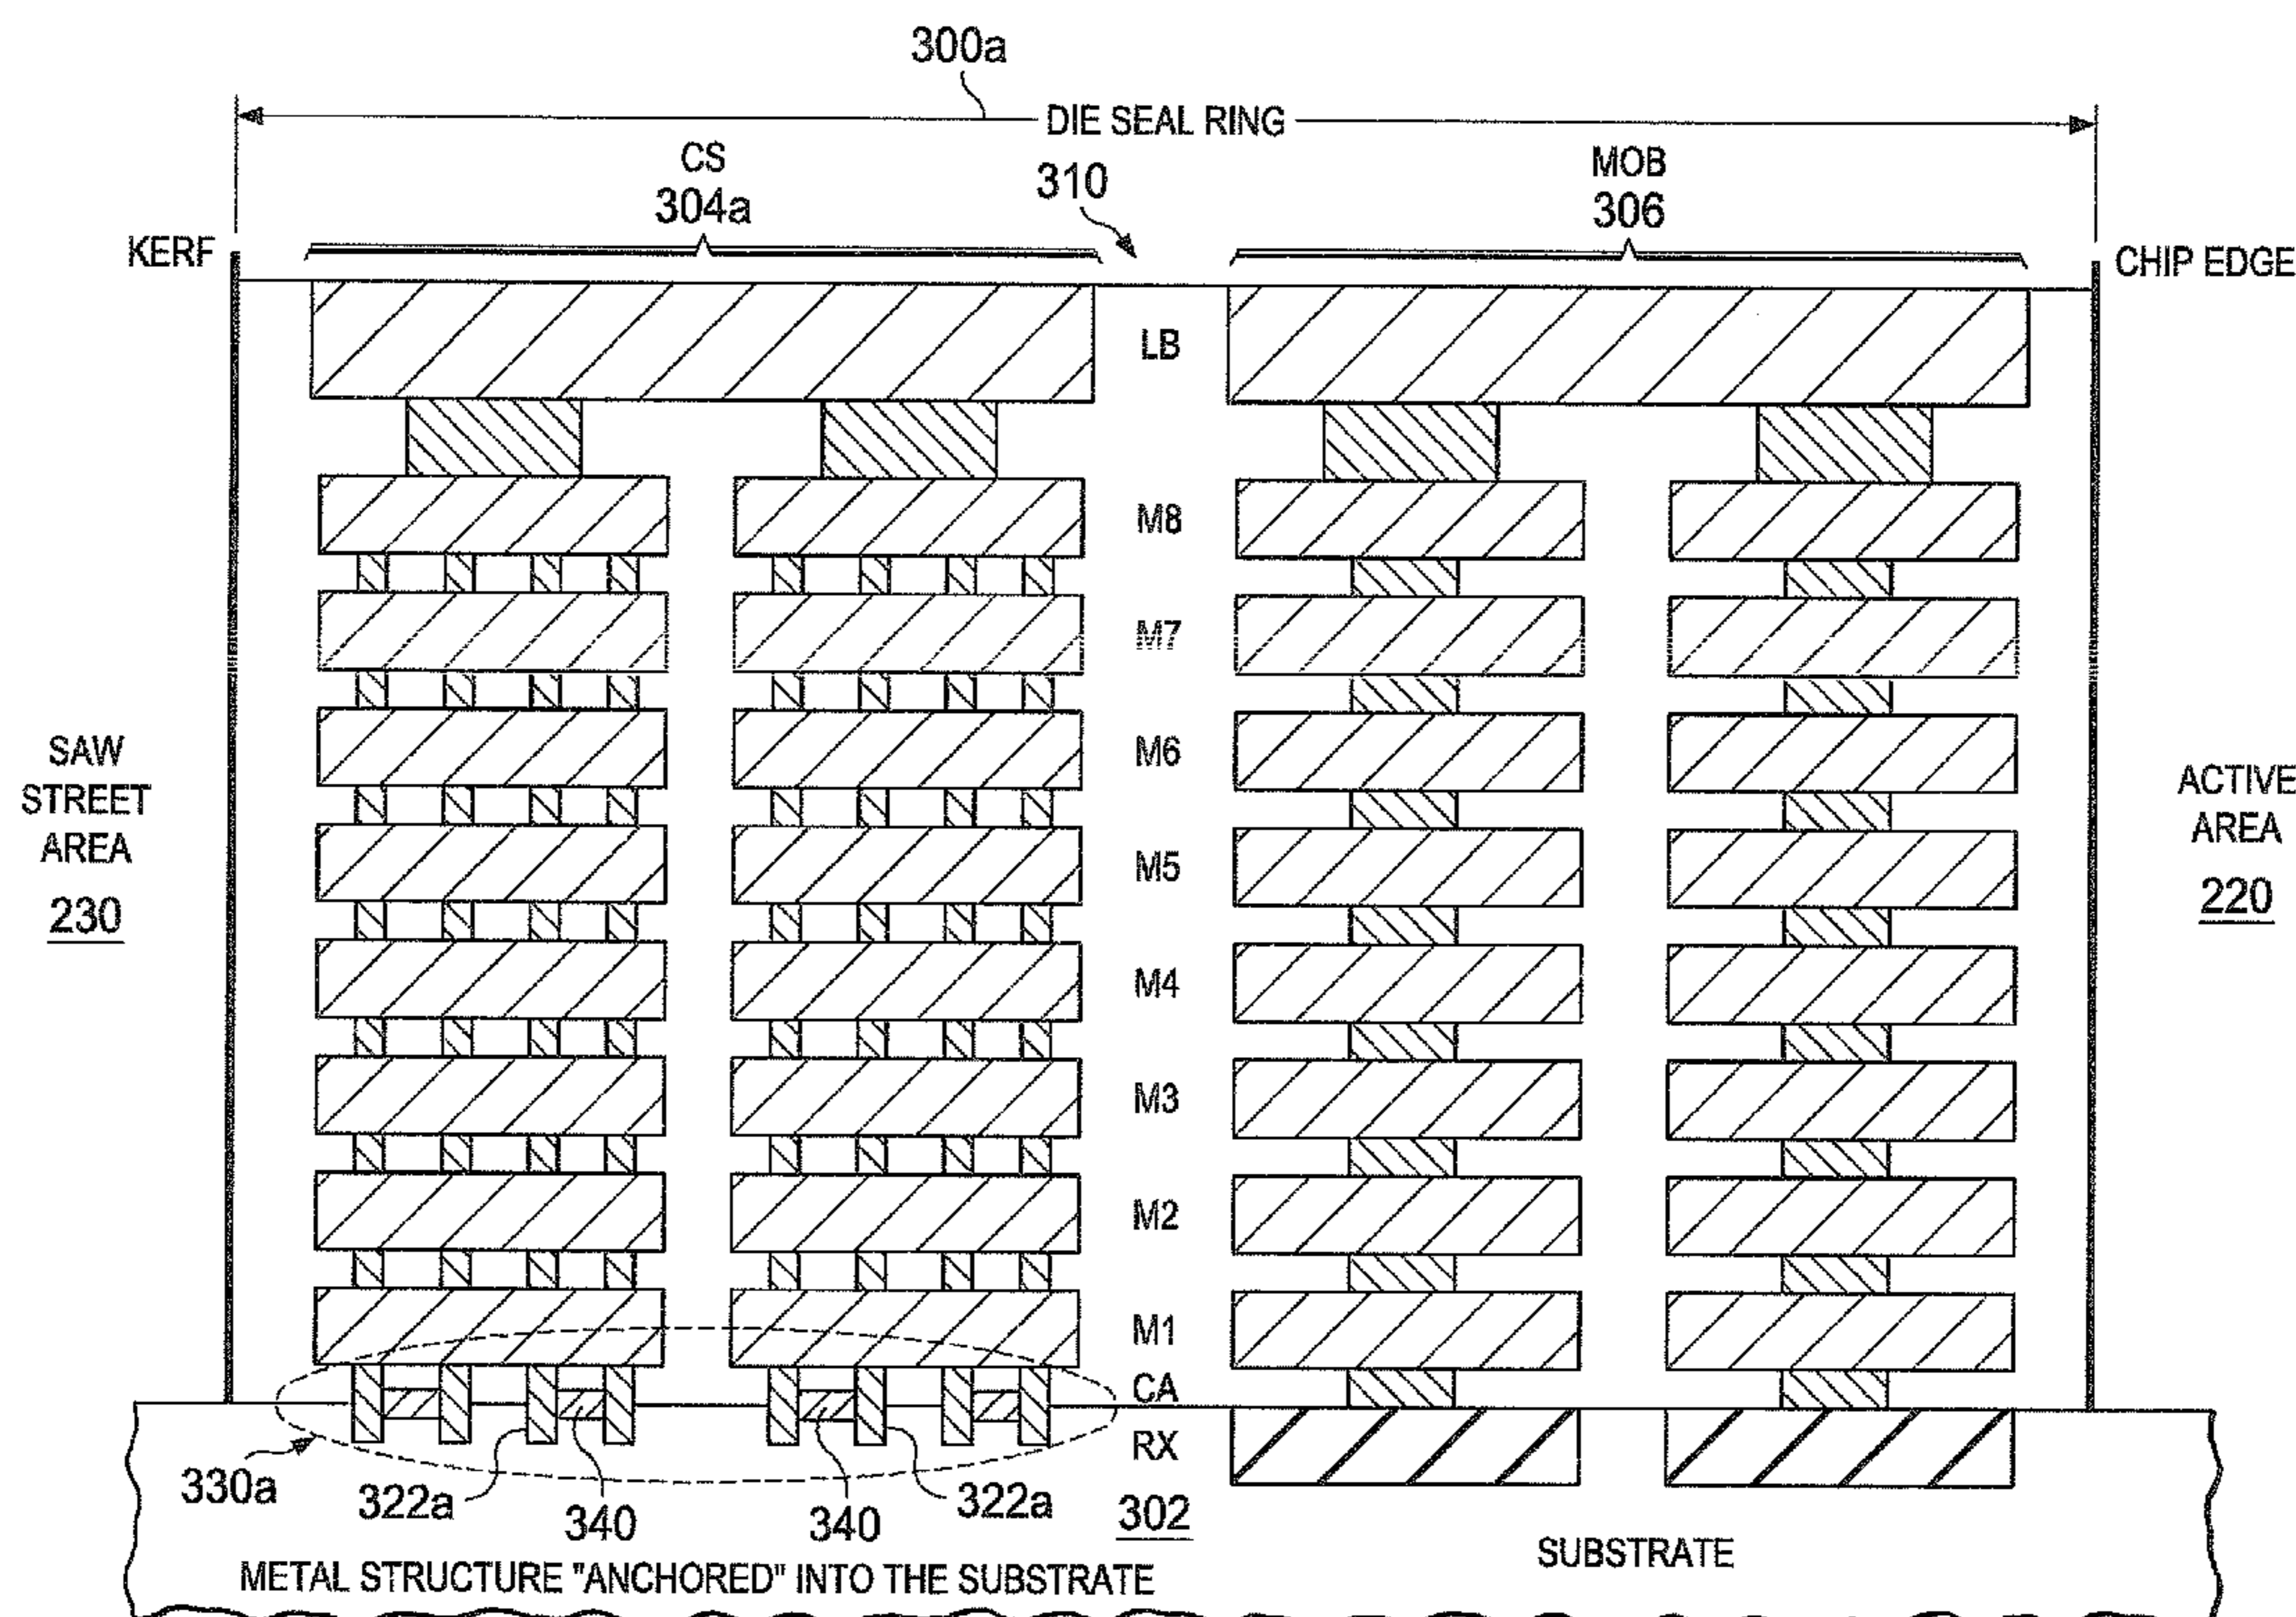 300a
DIE SEAL RING
CS
304a
310
MOB
306
KERF
CHIP EDGE
LB
M8
M7
M6
M5
M4
M3
M2
M1
CA
RX
SAW
STREET
AREA
230
ACTIVE
AREA
220
330a
322a
340
340
322a
302
METAL STRUCTURE "ANCHORED" INTO THE SUBSTRATE
SUBSTRATE